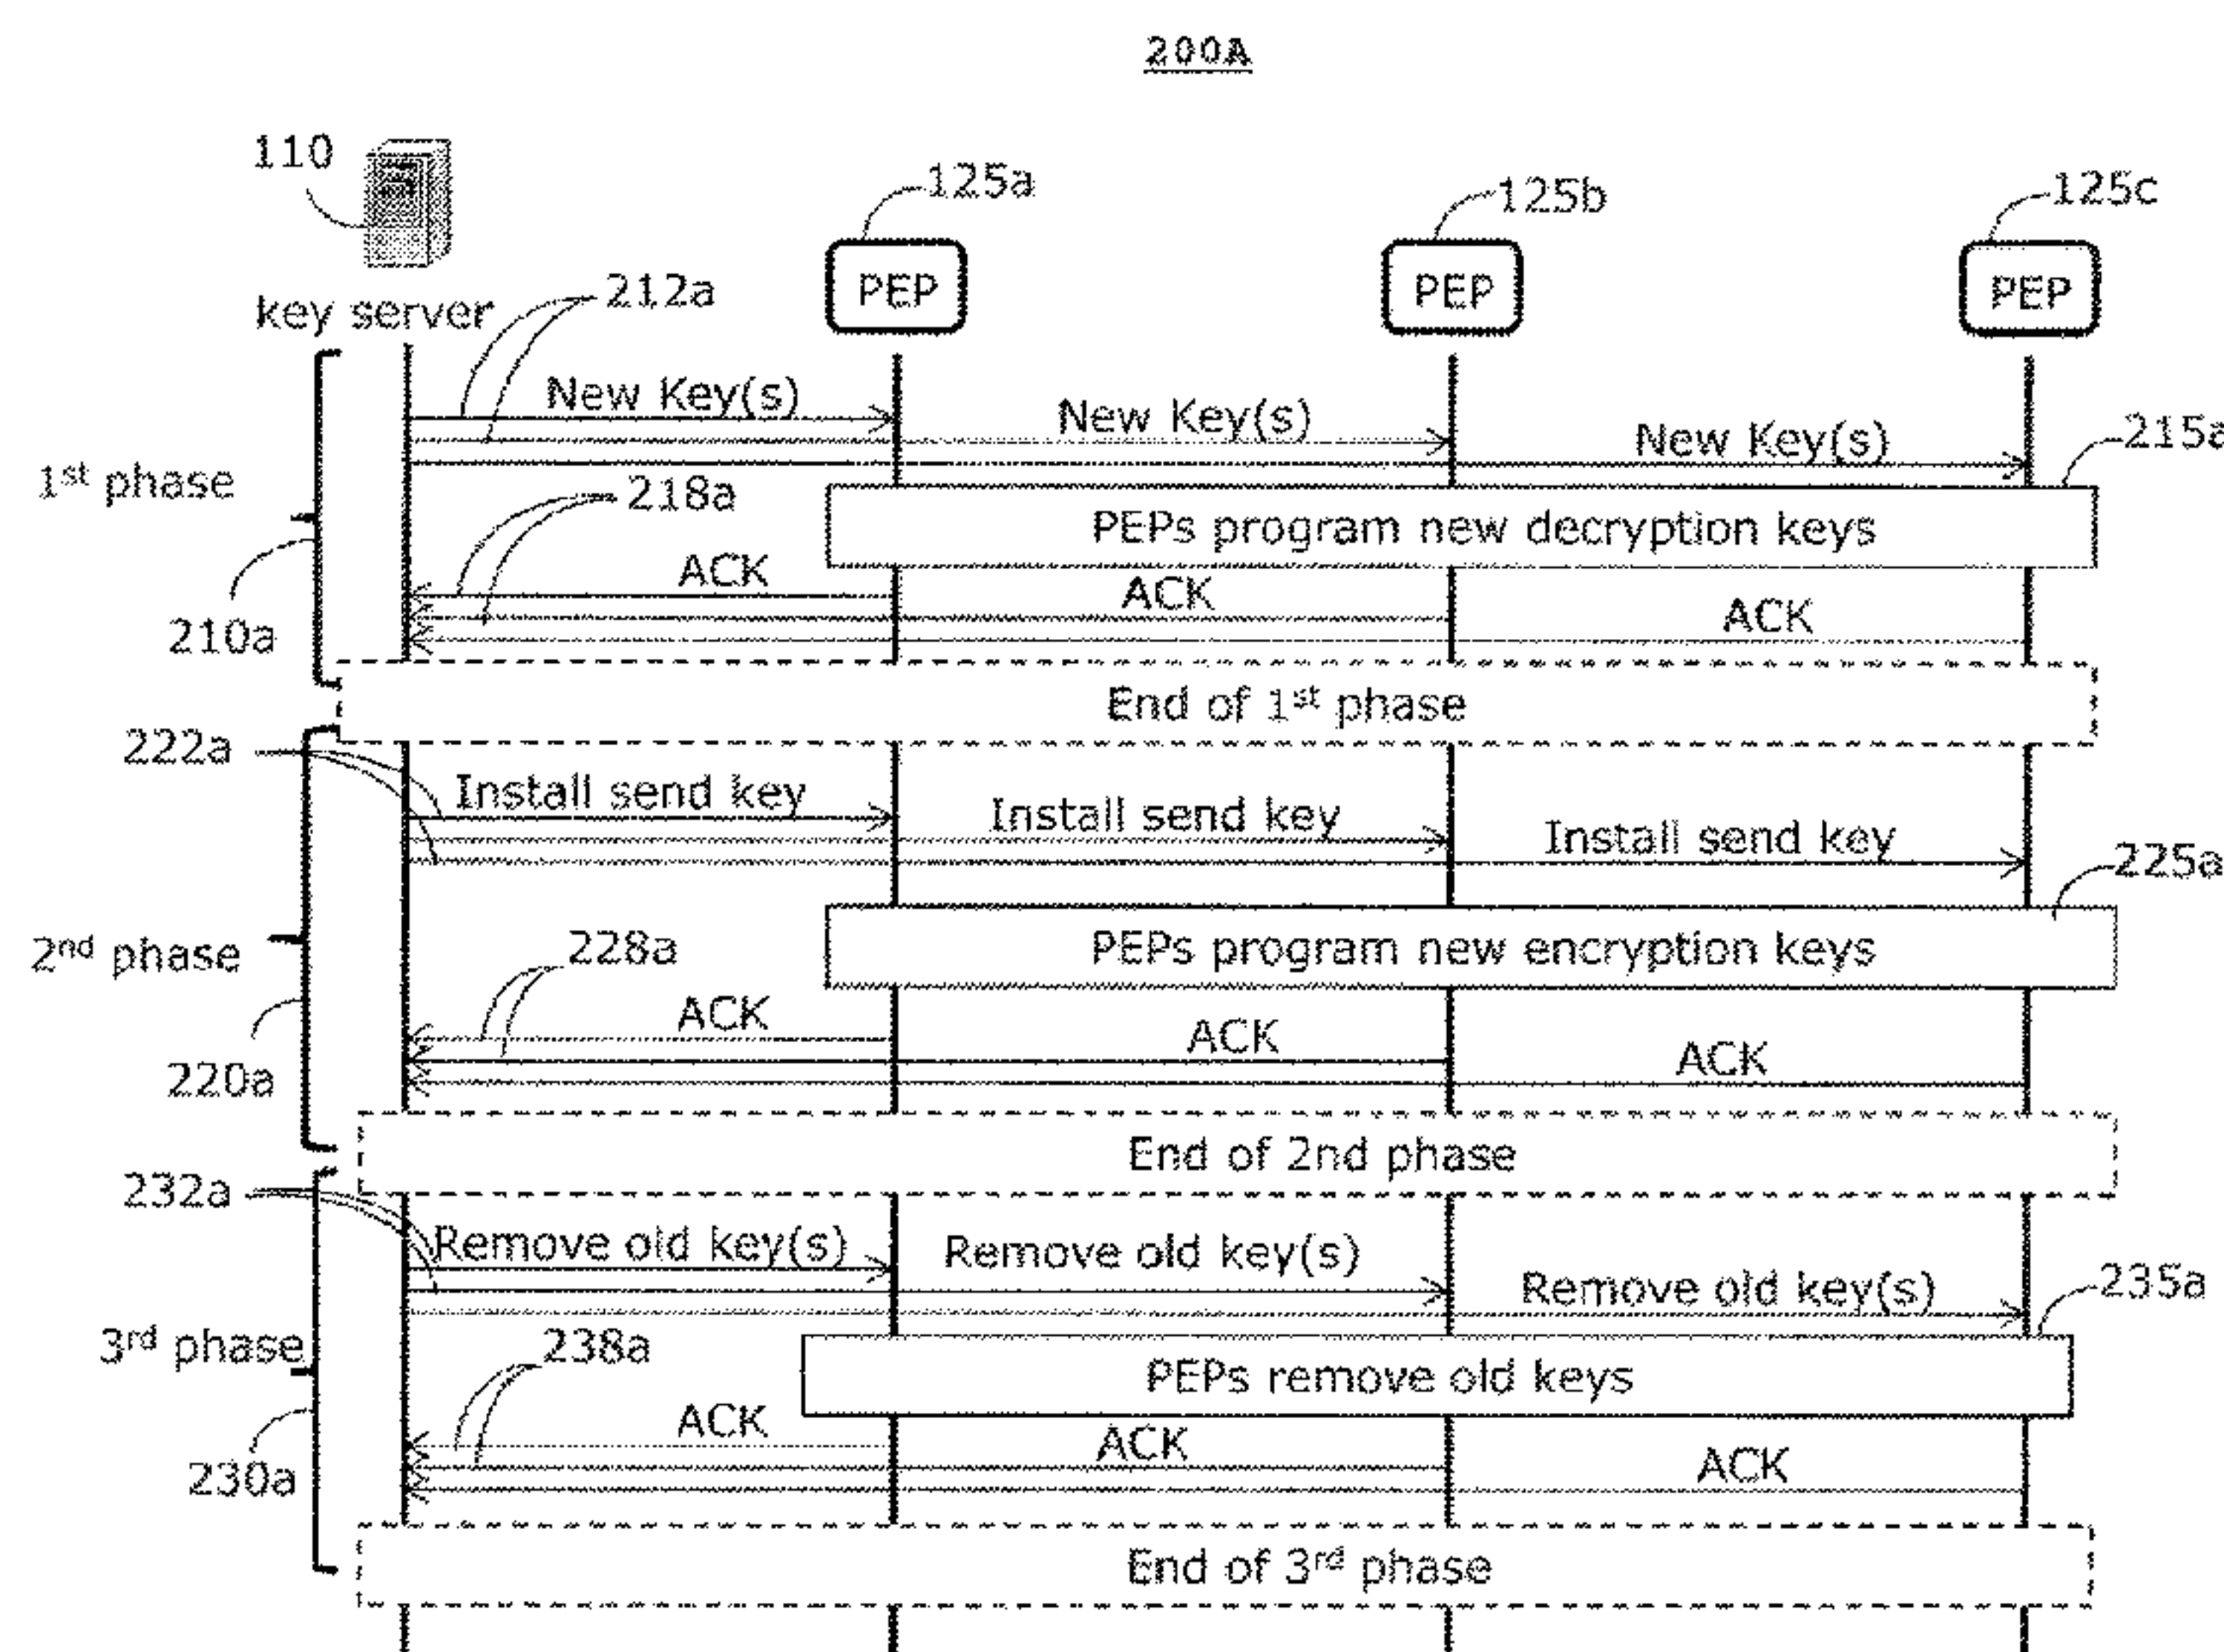 200A
110
125a
125b
125c
PEP
PEP
PEP
key server
212a
New Key(s)
New Key(s)
New Key(s)
215a
1st phase
218a
PEPs program new decryption keys
ACK
ACK
ACK
210a
End of 1st phase
222a
Install send key
Install send key
Install send key
225a
2nd phase
228a
PEPs program new encryption keys
ACK
ACK
ACK
220a
End of 2nd phase
232a
Remove old key(s)
Remove old key(s)
Remove old key(s)
235a
3rd phase
238a
PEPs remove old keys
ACK
ACK
ACK
230a
End of 3rd phase